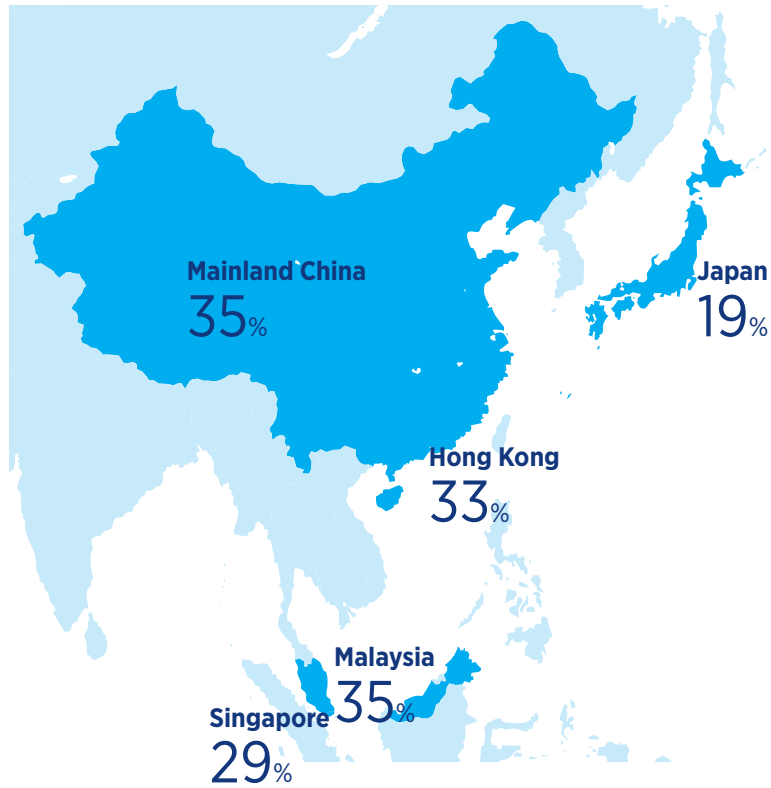 Mainland China
35%
Japan
19%
Hong Kong
33%
Malaysia
35%
Singapore
29%